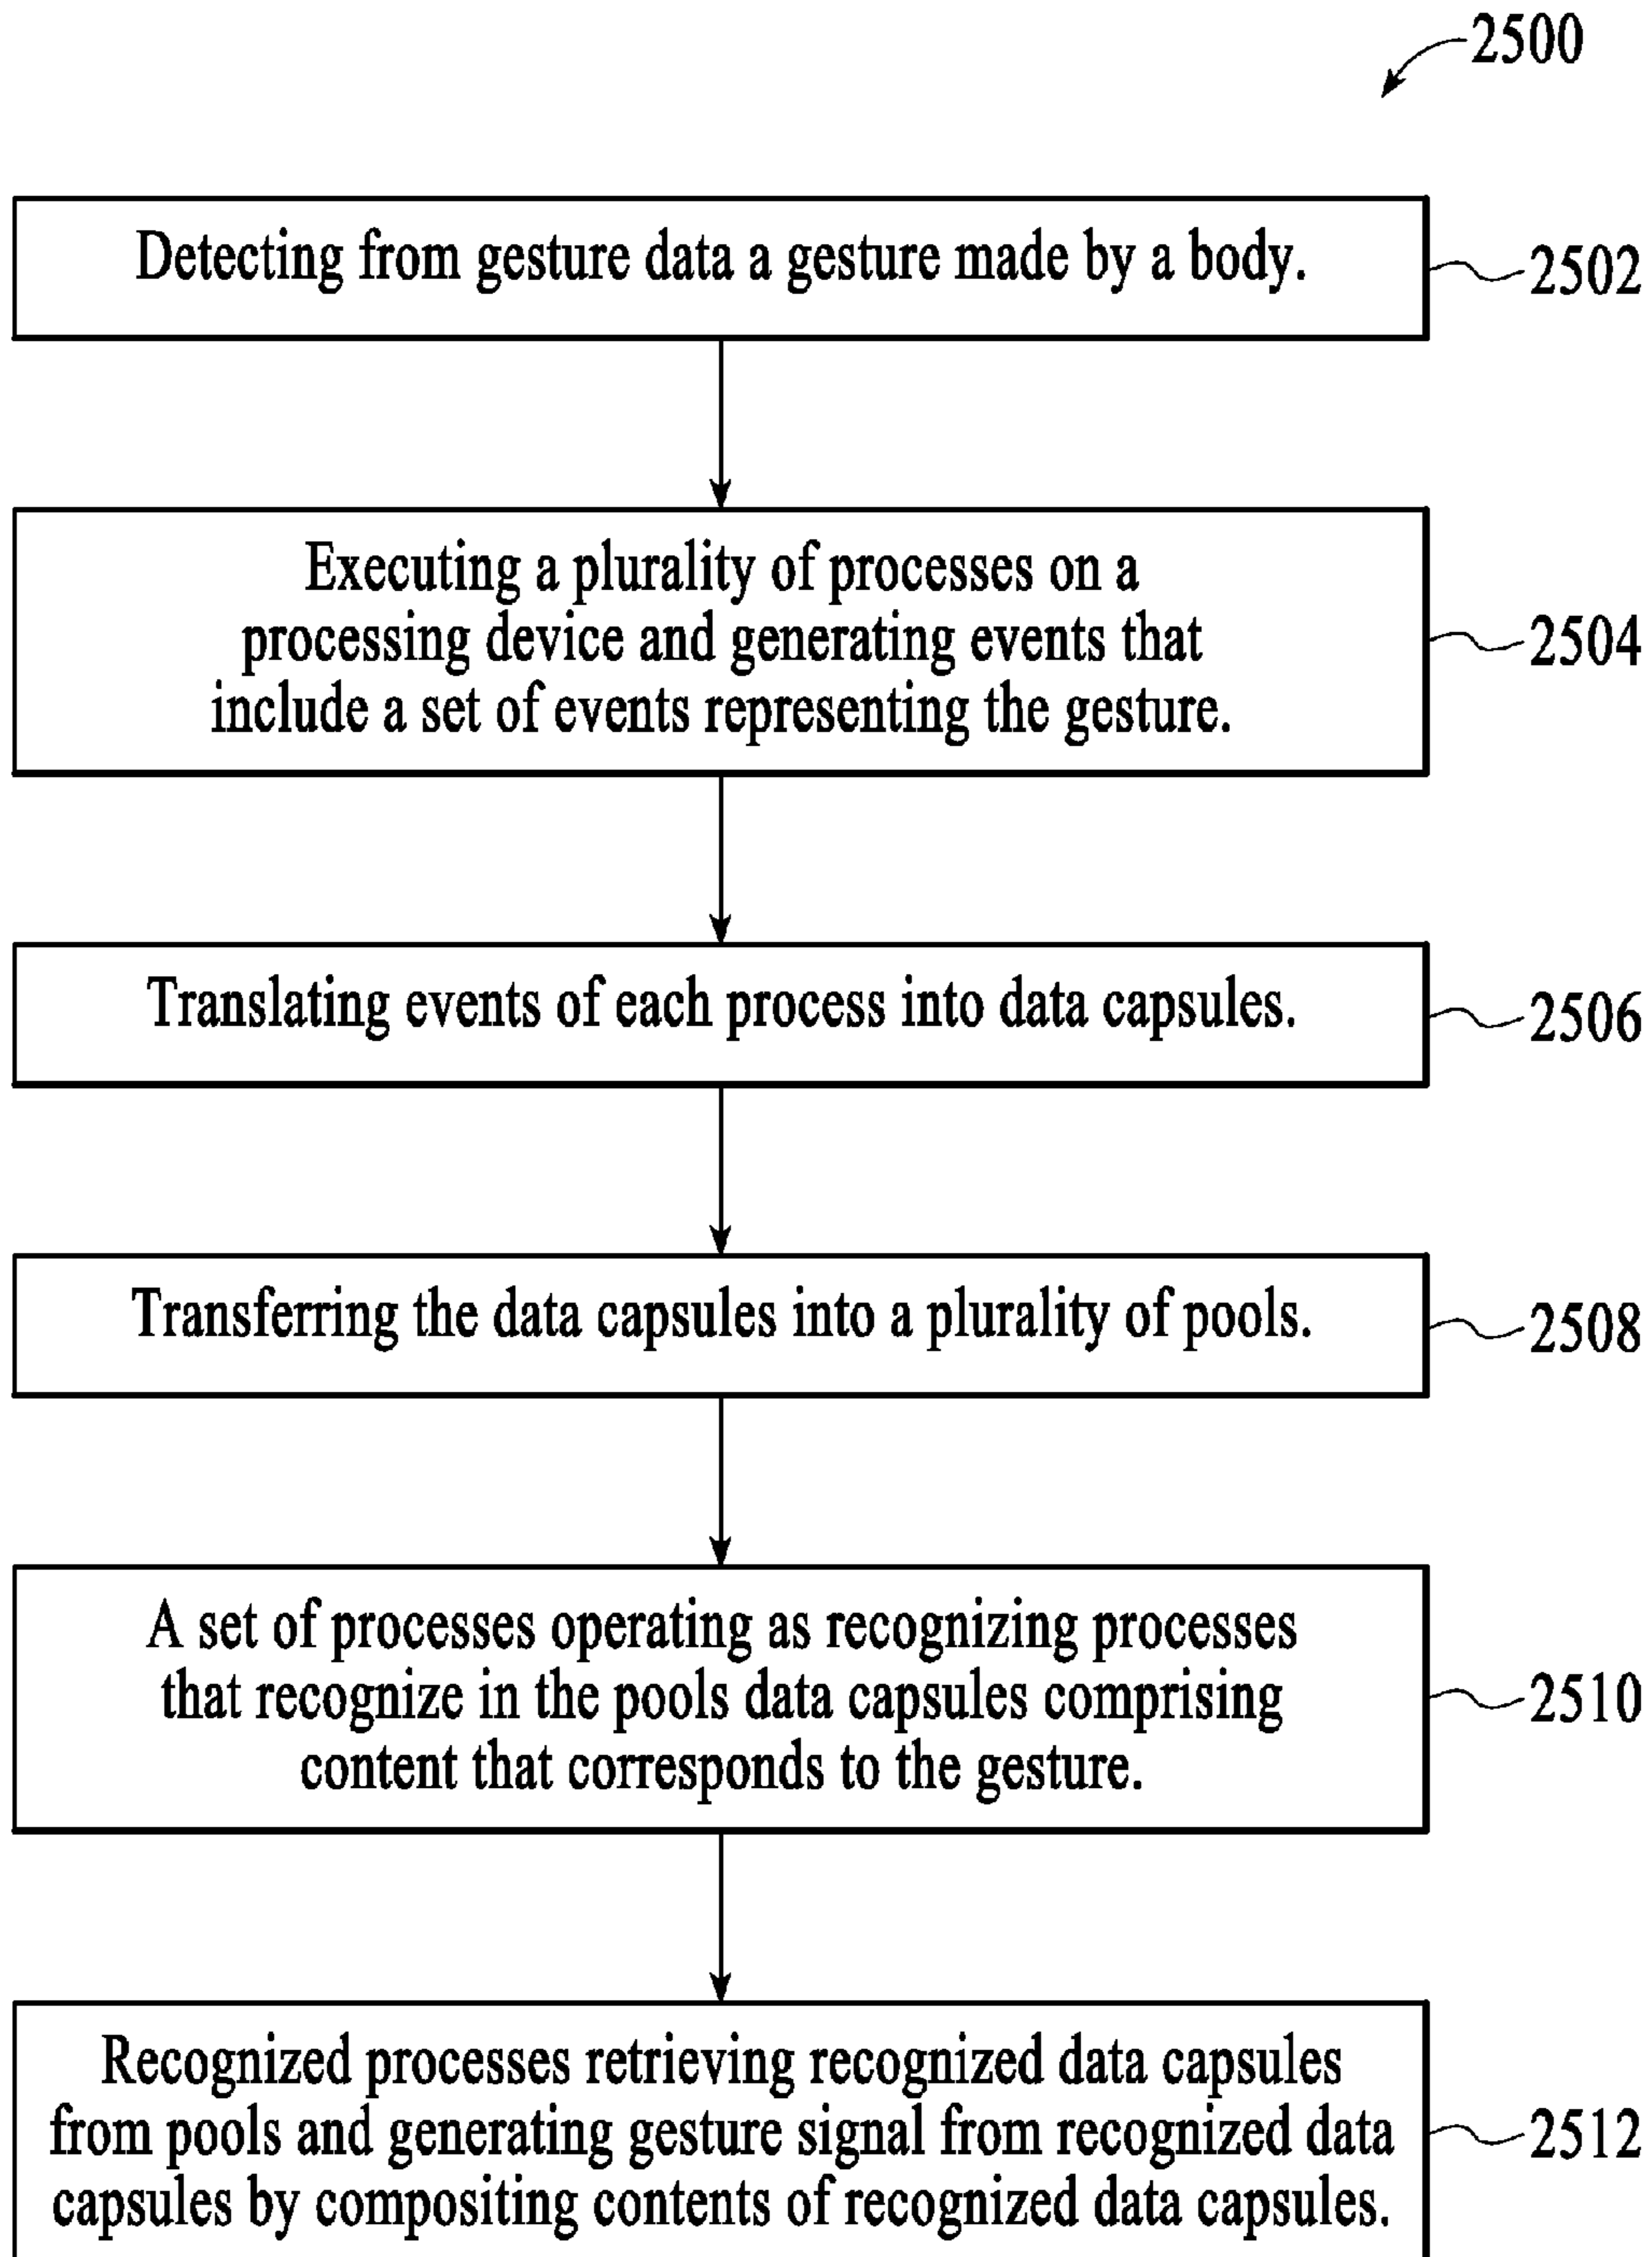 2500
Detecting from gesture data a gesture made by a body.
2502
Executing a plurality of processes on a
processing device and generating events that
include a set of events representing the gesture.
2504
Translating events of each process into data capsules.
2506
Transferring the data capsules into a plurality of pools.
2508
A set of processes operating as recognizing processes
that recognize in the pools data capsules comprising
content that corresponds to the gesture.
2510
Recognized processes retrieving recognized data capsules
from pools and generating gesture signal from recognized data
capsules by compositing contents of recognized data capsules.
2512